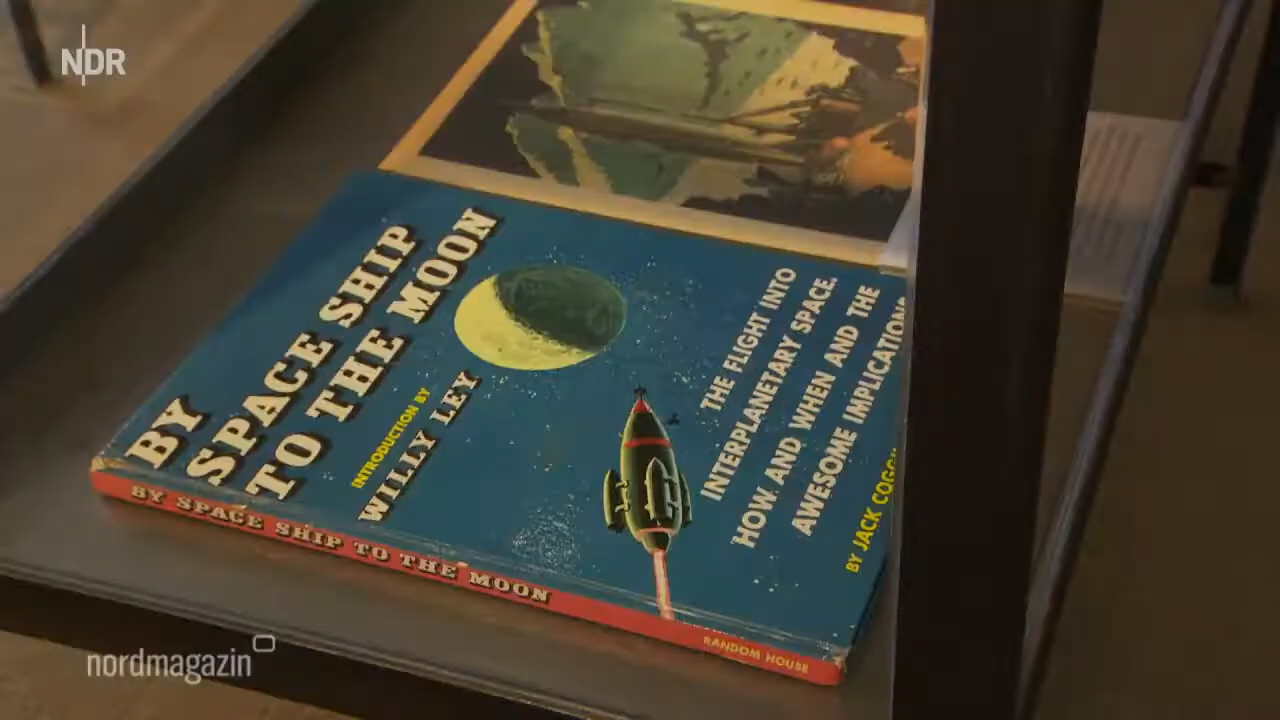 NDR
BY
SPACE SHIP
TO THE MOON
INTRODUCTION BY
WILLY LEY
THE FLIGHT INTO
INTERPLANETARY SPACE.
HOW AND WHEN AND THE
AWESOME IMPLICATIONS
BY JACK COGGI
BY SPACE SHIP TO THE MOON
RANDOM HOUSE
nordmagazin